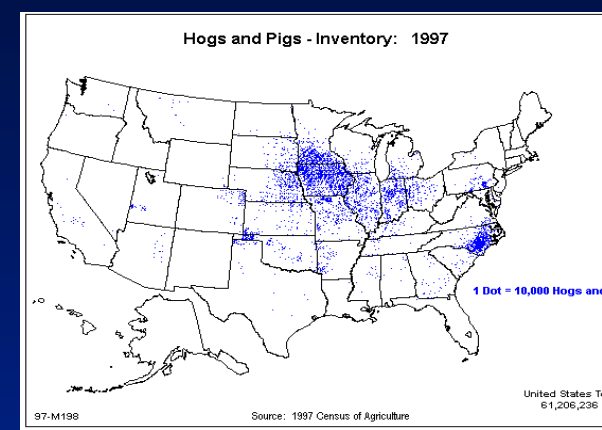 Hogs and Pigs - Inventory: 1997
1 Dot = 10,000 Hogs and
United States To
61,206,236
97-M198
Source: 1997 Census of Agriculture